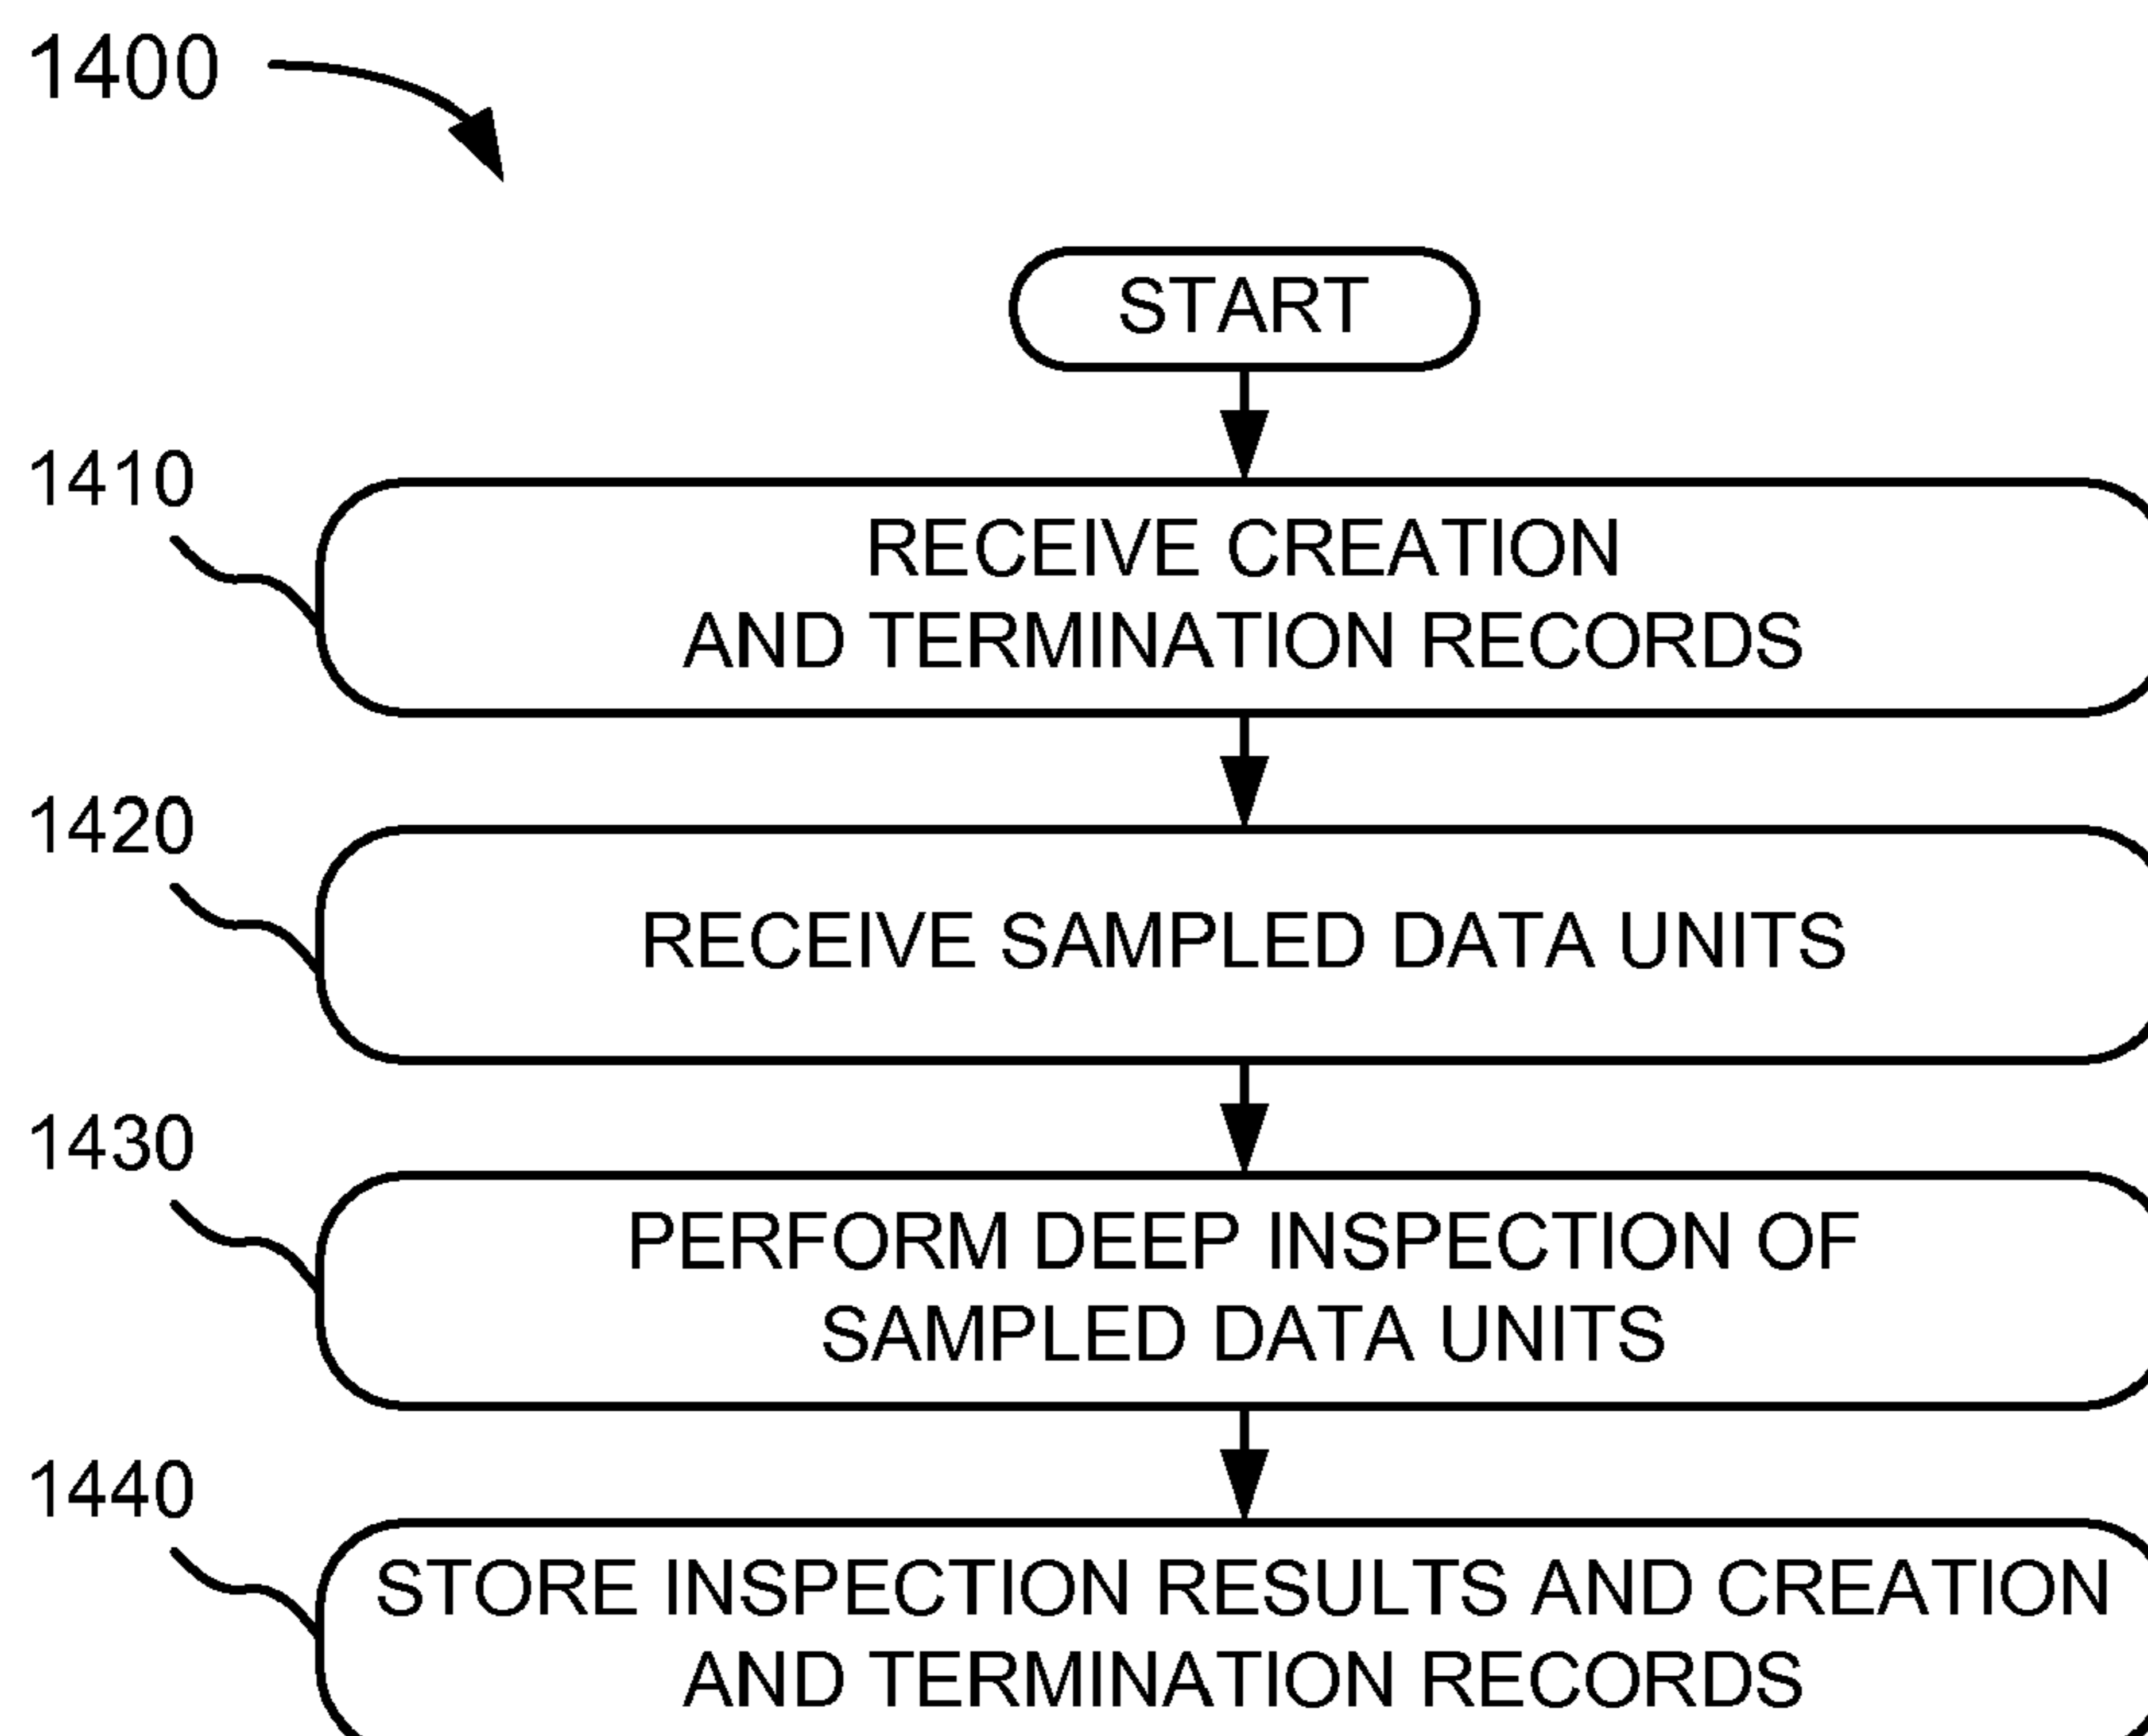 1400
START
1410
RECEIVE CREATION
AND TERMINATION RECORDS
1420
RECEIVE SAMPLED DATA UNITS
1430
PERFORM DEEP INSPECTION OF
SAMPLED DATA UNITS
1440
STORE INSPECTION RESULTS AND CREATION
AND TERMINATION RECORDS